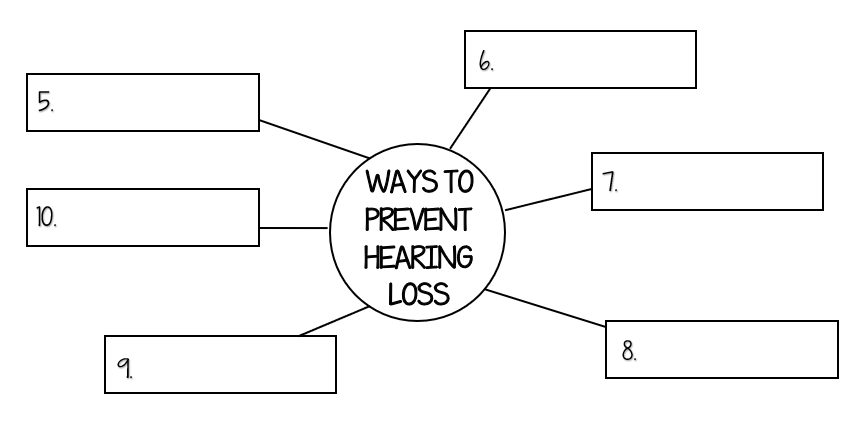 6.
5.
7.
WAYS TO
PREVENT
HEARING
LOSS
10.
8.
9.